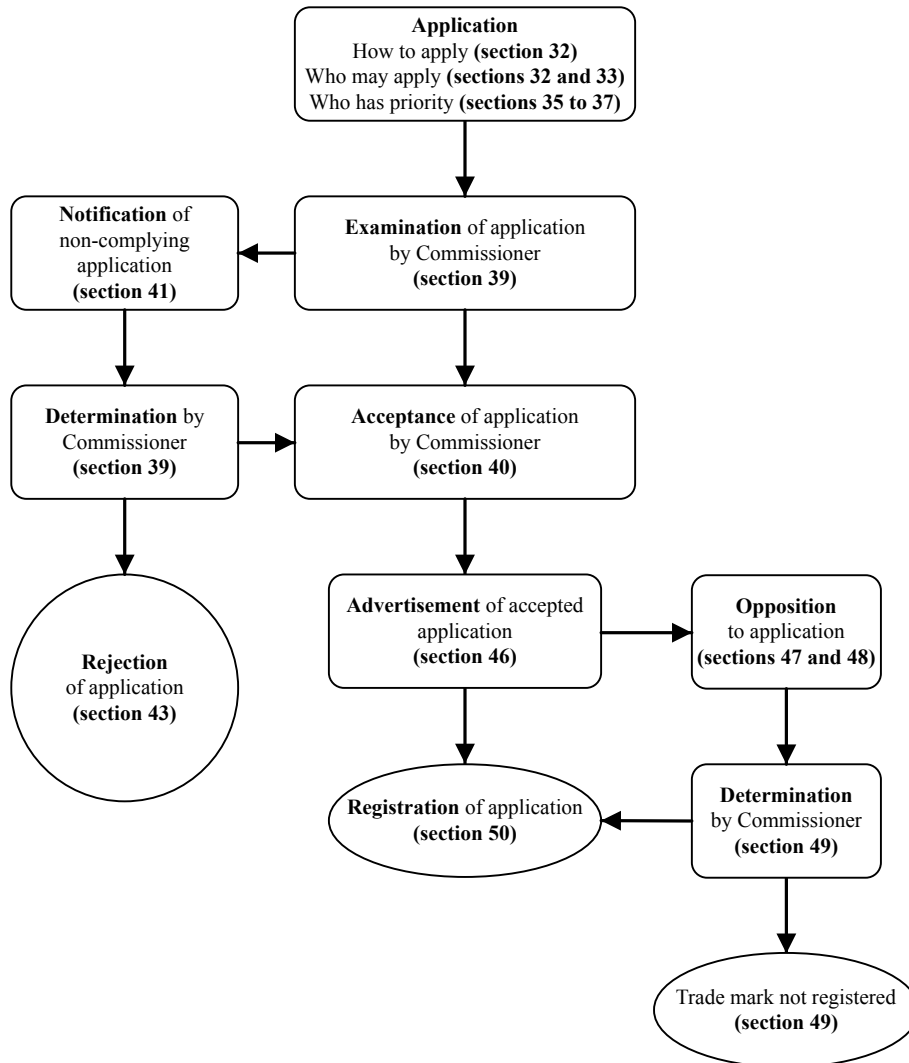 Application
How to apply (section 32)
Who may apply (sections 32 and 33)
Who has priority (sections 35 to 37)
Notification of
non-complying
application
(section 41)
Examination of application
by Commissioner
(section 39)
Determination by
Commissioner
(section 39)
Acceptance of application
by Commissioner
(section 40)
Rejection
of application
(section 43)
Advertisement of accepted
application
(section 46)
Opposition
to application
(sections 47 and 48)
Registration of application
(section 50)
Determination
by Commissioner
(section 49)
Trade mark not registered
(section 49)